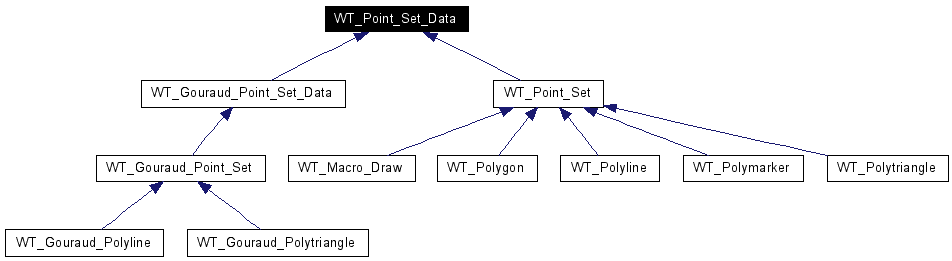 WT_Point_Set_Data
WT_Gouraud_Point_Set_Data
WT_Point_Set
WT_Gouraud_Point_Set
WT_Macro_Draw
WT_Polygon
WT_Polyline
WT_Polymarker
WT_Polytriangle
WT_Gouraud_Polyline
WT_Gouraud_Polytriangle